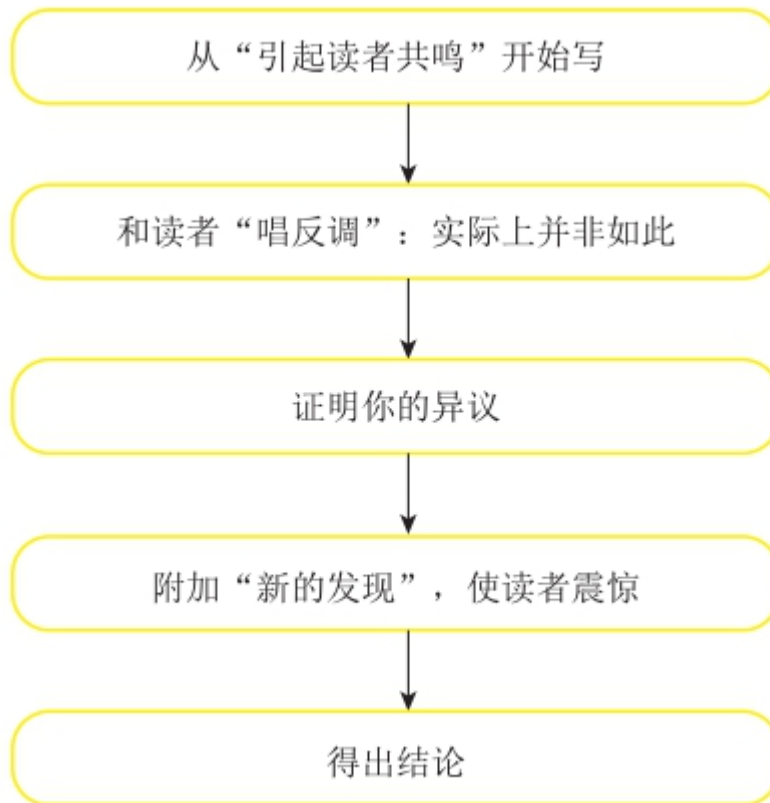 从“引起读者共鸣”开始写
和读者“唱反调”：实际上并非如此
证明你的异议
附加“新的发现”，使读者震惊
得出结论